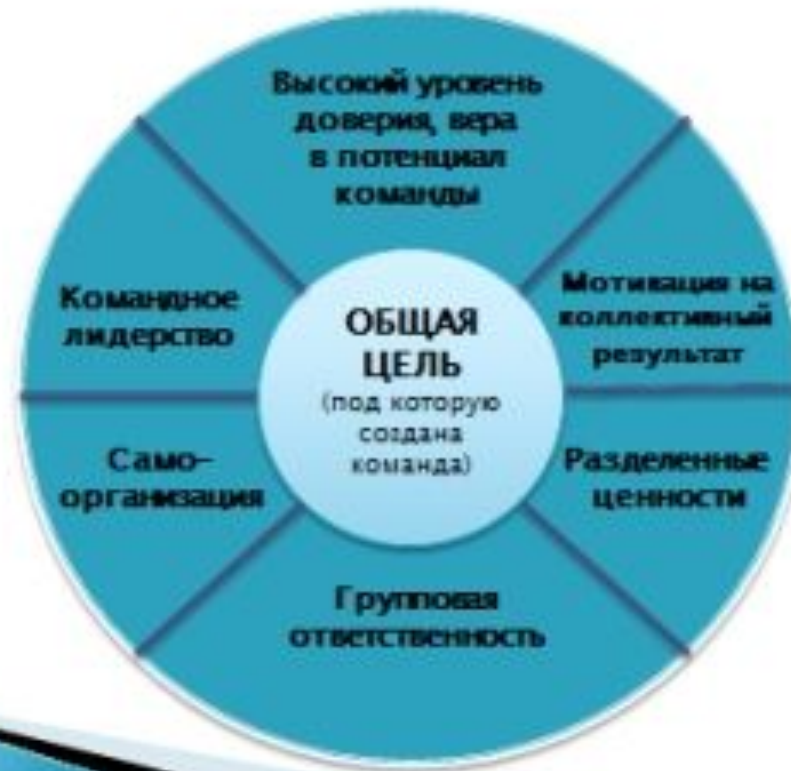 Высокий уровень
доверия, вера
в потенциал
команды
Мотивация на
коллективный
результат
Разделенные
ценности
Групповая
ответственность
Само-
организация
Командное
лидерство
ОБЩАЯ
ЦЕЛЬ
(под которую
создана
команда)